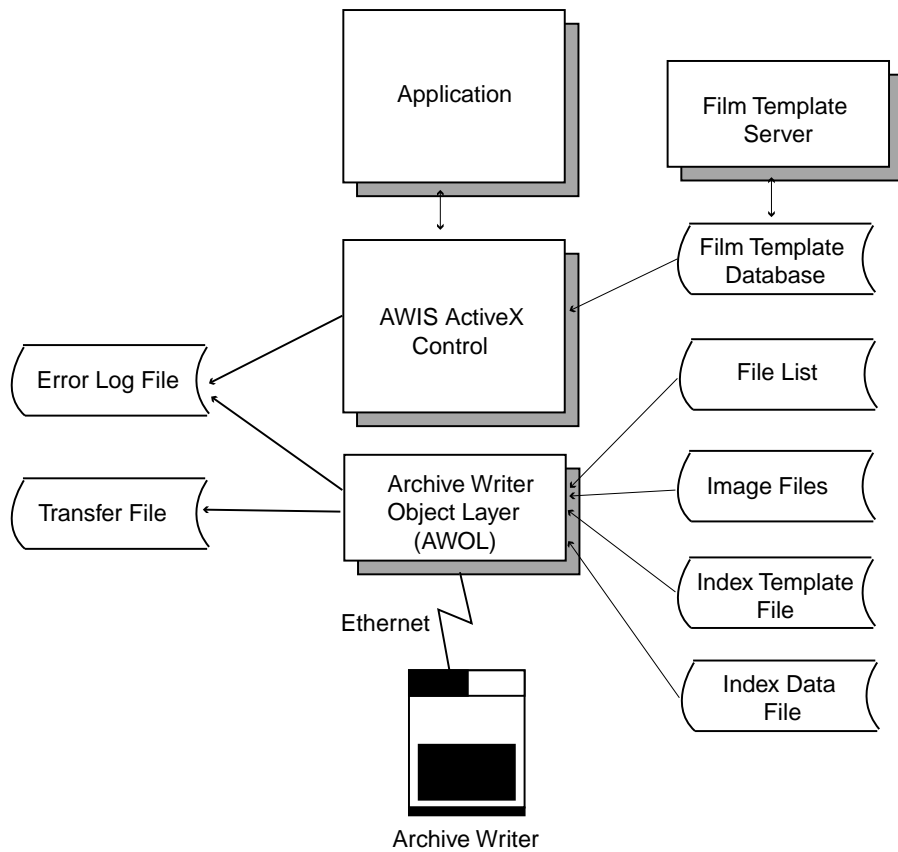 Application
Film Template
Server
Film Template
Database
AWIS ActiveX
Control
Error Log File
File List
Archive Writer
Object Layer
(AWOL)
Image Files
Transfer File
Index Template
File
Ethernet
Index Data
File
Archive Writer